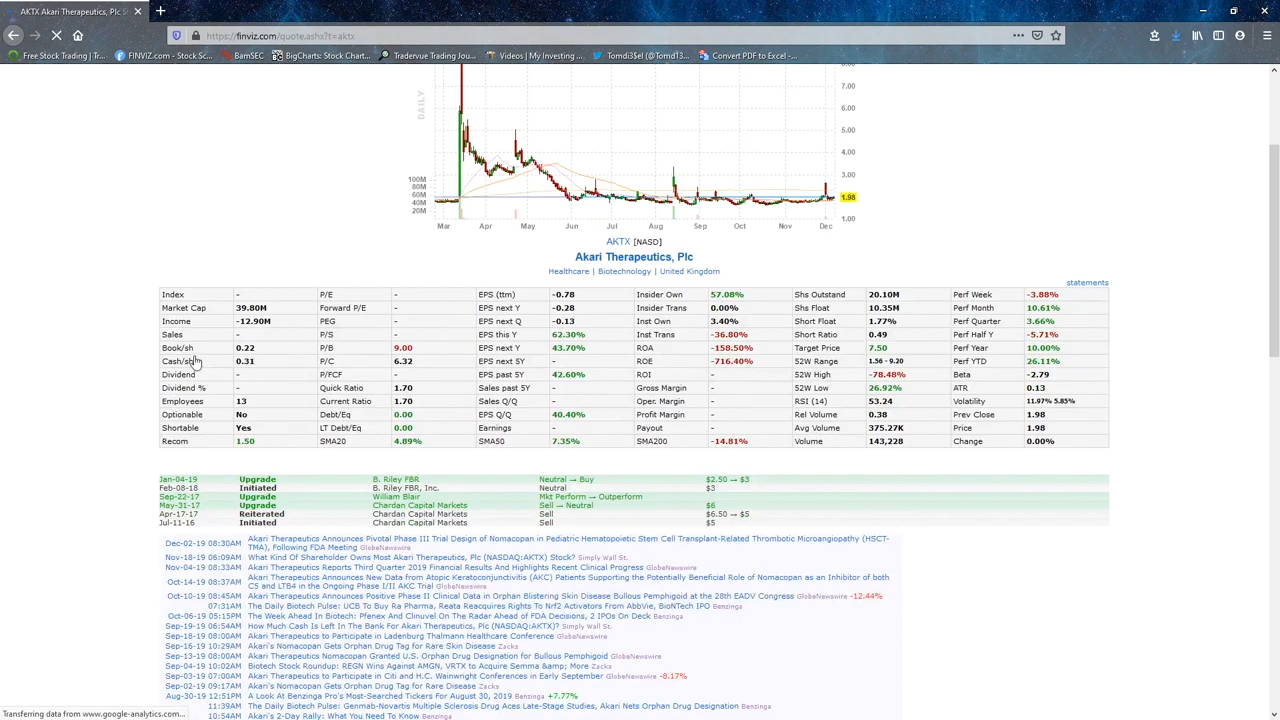 AKTX Akari Therapeutics, Plc S
https://finviz.com/quote.ashx?t=aktx
Free Stock Trading | Tr... FINVIZ.com - Stock Sc... BamSEC BigCharts: Stock Chart... Tradervue Trading Jou... Videos | My Investing ... Twitter Tomdi3$el (@Tomd13... Convert PDF to Excel -...
DAILY
8.00
7.00
6.00
5.00
4.00
3.00
1.98
1.00
100M
80M
60M
40M
20M
Mar Apr May Jun Jul Aug Sep Oct Nov Dec
AKTX [NASD]
Akari Therapeutics, Plc
Healthcare | Biotechnology | United Kingdom
statements
Index - P/E - EPS (ttm) -0.78 Insider Own 57.08% Shs Outstand 20.10M Perf Week -3.88%
Market Cap 39.80M Forward P/E - EPS next Y -0.28 Insider Trans 0.00% Shs Float 10.35M Perf Month 10.61%
Income -12.90M PEG - EPS next Q -0.13 Inst Own 3.40% Short Float 1.77% Perf Quarter 3.66%
Sales - P/S - EPS this Y 62.30% Inst Trans -36.80% Short Ratio 0.49 Perf Half Y -5.71%
Book/sh 0.22 P/B 9.00 EPS next Y 43.70% ROA -158.50% Target Price 7.50 Perf Year 10.00%
Cash/sh 0.31 P/C 6.32 EPS next 5Y - ROE -716.40% 52W Range 1.56 - 9.20 Perf YTD 26.11%
Dividend - P/FCF - EPS past 5Y 42.60% ROI - 52W High -78.48% Beta -2.79
Dividend % - Quick Ratio 1.70 Sales past 5Y - Gross Margin - 52W Low 26.92% ATR 0.13
Employees 13 Current Ratio 1.70 Sales Q/Q - Oper. Margin - RSI (14) 53.24 Volatility 11.97% 5.85%
Optionable No Debt/Eq 0.00 EPS Q/Q 40.40% Profit Margin - Rel Volume 0.38 Prev Close 1.98
Shortable Yes LT Debt/Eq 0.00 Earnings - Payout - Avg Volume 375.27K Price 1.98
Recom 1.50 SMA20 4.89% SMA50 7.35% SMA200 -14.81% Volume 143,228 Change 0.00%
Jan-04-19 Upgrade B. Riley FBR Neutral → Buy $2.50 → $3
Feb-08-18 Initiated B. Riley FBR, Inc. Neutral $3
Sep-22-17 Upgrade William Blair Mkt Perform → Outperform
May-31-17 Upgrade Chardan Capital Markets Sell → Neutral $6
Apr-17-17 Reiterated Chardan Capital Markets Sell $6.50 → $5
Jul-11-16 Initiated Chardan Capital Markets Sell $5
Dec-02-19 08:30AM Akari Therapeutics Announces Pivotal Phase III Trial Design of Nomacopan in Pediatric Hematopoietic Stem Cell Transplant-Related Thrombotic Microangiopathy (HSCT-
TMA), Following FDA Meeting GlobeNewswire
Nov-18-19 06:09AM What Kind Of Shareholder Owns Most Akari Therapeutics, Plc (NASDAQ:AKTX) Stock? Simply Wall St.
Nov-04-19 08:33AM Akari Therapeutics Reports Third Quarter 2019 Financial Results And Highlights Recent Clinical Progress GlobeNewswire
Oct-14-19 08:37AM Akari Therapeutics Announces New Data from Atopic Keratoconjunctivitis (AKC) Patients Supporting the Potentially Beneficial Role of Nomacopan as an Inhibitor of both
C5 and LTB4 in the Ongoing Phase I/II AKC Trial GlobeNewswire
Oct-10-19 08:45AM Akari Therapeutics Announces Positive Phase II Clinical Data in Orphan Blistering Skin Disease Bullous Pemphigoid at the 28th EADV Congress GlobeNewswire -12.44%
07:31AM The Daily Biotech Pulse: UCB To Buy Ra Pharma, Reata Reacquires Rights To Nrf2 Activators From AbbVie, BioNTech IPO Benzinga
Oct-06-19 05:15PM The Week Ahead In Biotech: Pfenex And Clinuvel On The Radar Ahead of FDA Decisions, 2 IPOs On Deck Benzinga
Sep-19-19 06:54AM How Much Cash Is Left In The Bank For Akari Therapeutics, Plc (NASDAQ:AKTX)? Simply Wall St.
Sep-18-19 08:00AM Akari Therapeutics to Participate in Ladenburg Thalmann Healthcare Conference GlobeNewswire
Sep-16-19 10:29AM Akari's Nomacopan Gets Orphan Drug Tag for Rare Skin Disease Zacks
Sep-13-19 08:00AM Akari Therapeutics' Nomacopan Granted U.S. Orphan Drug Designation for Bullous Pemphigoid GlobeNewswire
Sep-04-19 10:02AM Biotech Stock Roundup: REGN Wins Against AMGN, VRTX to Acquire Semma &amp; More Zacks
Sep-03-19 07:00AM Akari Therapeutics to Participate in Citi and H.C. Wainwright Conferences in Early September GlobeNewswire -8.17%
Sep-02-19 09:17AM Akari's Nomacopan Gets Orphan Drug Tag for Rare Disease Zacks
Aug-30-19 12:51PM A Look At Benzinga Pro's Most-Searched Tickers For August 30, 2019 Benzinga +7.77%
11:39AM The Daily Biotech Pulse: Genmab-Novartis Multiple Sclerosis Drug Aces Late-Stage Studies, Akari Nets Orphan Drug Designation Benzinga
10:54AM Akari's 2-Day Rally: What You Need To Know Benzinga
Transferring data from www.google-analytics.com...